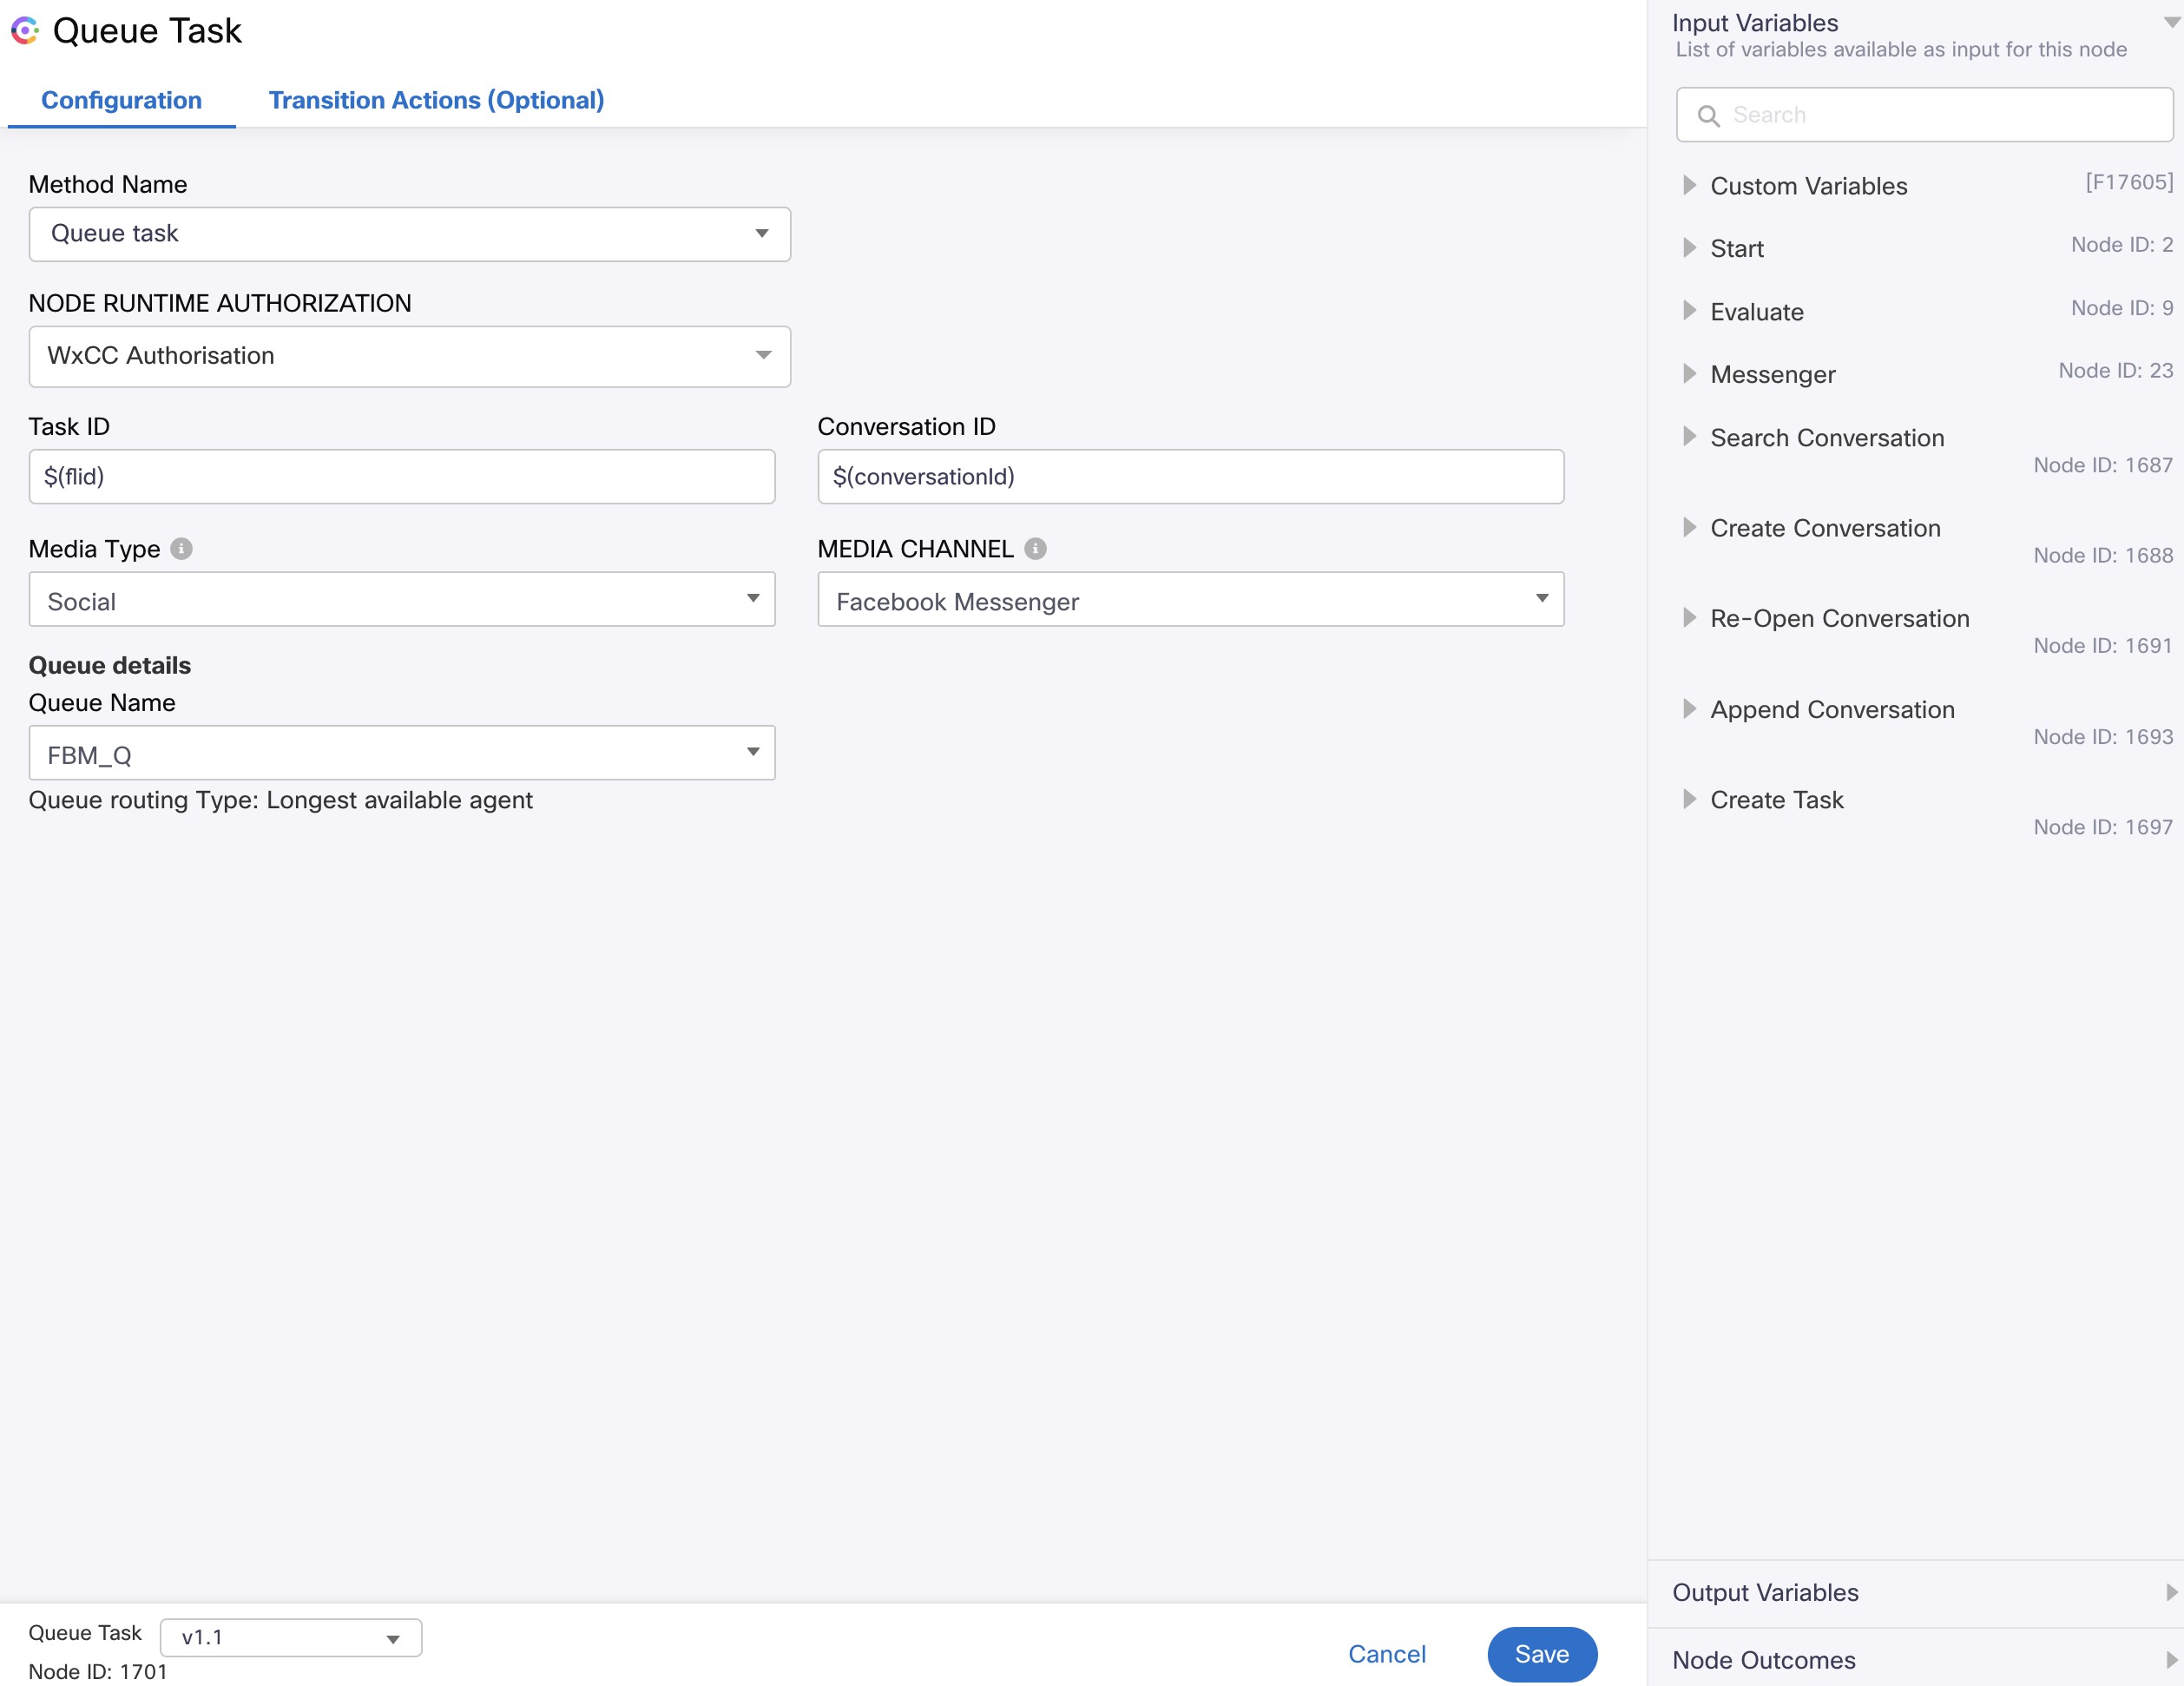 Queue Task
Configuration
Transition Actions (Optional)
Method Name
Queue task
NODE RUNTIME AUTHORIZATION
WxCC Authorisation
Task ID
Conversation ID
$(flid)
$(conversationId)
Media Type
MEDIA CHANNEL
Social
Facebook Messenger
Queue details
Queue Name
FBM_Q
Queue routing Type: Longest available agent
Queue Task
v1.1
Node ID: 1701
Cancel
Save
Input Variables
List of variables available as input for this node
Search
Custom Variables
[F17605]
Start
Node ID: 2
Evaluate
Node ID: 9
Messenger
Node ID: 23
Search Conversation
Node ID: 1687
Create Conversation
Node ID: 1688
Re-Open Conversation
Node ID: 1691
Append Conversation
Node ID: 1693
Create Task
Node ID: 1697
Output Variables
Node Outcomes